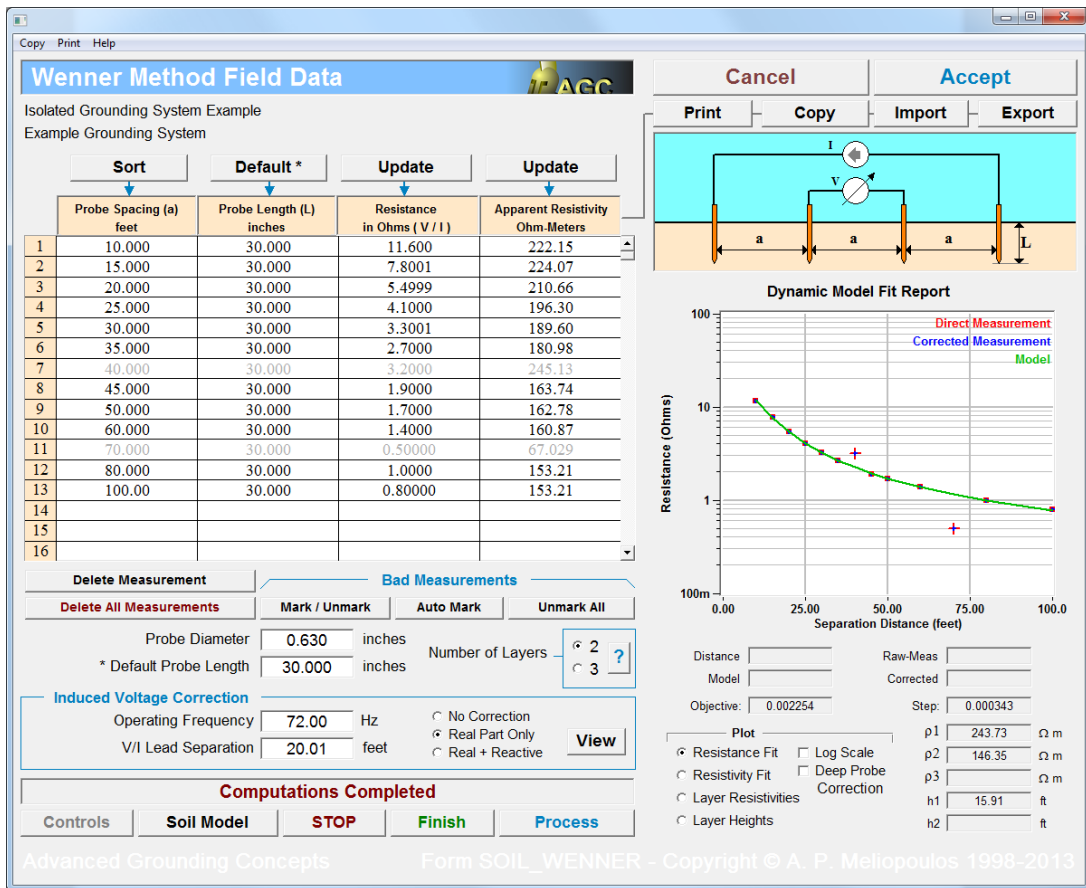 Copy Print Help
Wenner Method Field Data
AGC
Cancel Accept
Isolated Grounding System Example
Example Grounding System
Print Copy Import Export
Sort Default * Update Update
Probe Spacing (a) feet Probe Length (L) inches Resistance in Ohms ( V / I ) Apparent Resistivity Ohm-Meters
1 10.000 30.000 11.600 222.15
2 15.000 30.000 7.8001 224.07
3 20.000 30.000 5.4999 210.66
4 25.000 30.000 4.1000 196.30
5 30.000 30.000 3.3001 189.60
6 35.000 30.000 2.7000 180.98
7 40.000 30.000 3.2000 245.13
8 45.000 30.000 1.9000 163.74
9 50.000 30.000 1.7000 162.78
10 60.000 30.000 1.4000 160.87
11 70.000 30.000 0.50000 67.029
12 80.000 30.000 1.0000 153.21
13 100.00 30.000 0.80000 153.21
14
15
16
I
V
a a a L
Dynamic Model Fit Report
Direct Measurement
Corrected Measurement
Model
Resistance (Ohms)
100
10
1
100m
0.00 25.00 50.00 75.00 100.0
Separation Distance (feet)
Delete Measurement Bad Measurements
Delete All Measurements Mark / Unmark Auto Mark Unmark All
Probe Diameter 0.630 inches
* Default Probe Length 30.000 inches
Number of Layers 2 3 ?
Induced Voltage Correction
Operating Frequency 72.00 Hz
V/I Lead Separation 20.01 feet
No Correction
Real Part Only
Real + Reactive
View
Computations Completed
Controls Soil Model STOP Finish Process
Distance Raw-Meas
Model Corrected
Objective: 0.002254 Step: 0.000343
Plot
Resistance Fit Log Scale
Resistivity Fit Deep Probe Correction
Layer Resistivities
Layer Heights
ρ1 243.73 Ω m
ρ2 146.35 Ω m
ρ3 Ω m
h1 15.91 ft
h2 ft
Advanced Grounding Concepts Form SOIL_WENNER - Copyright © A. P. Meliopoulos 1998-2013